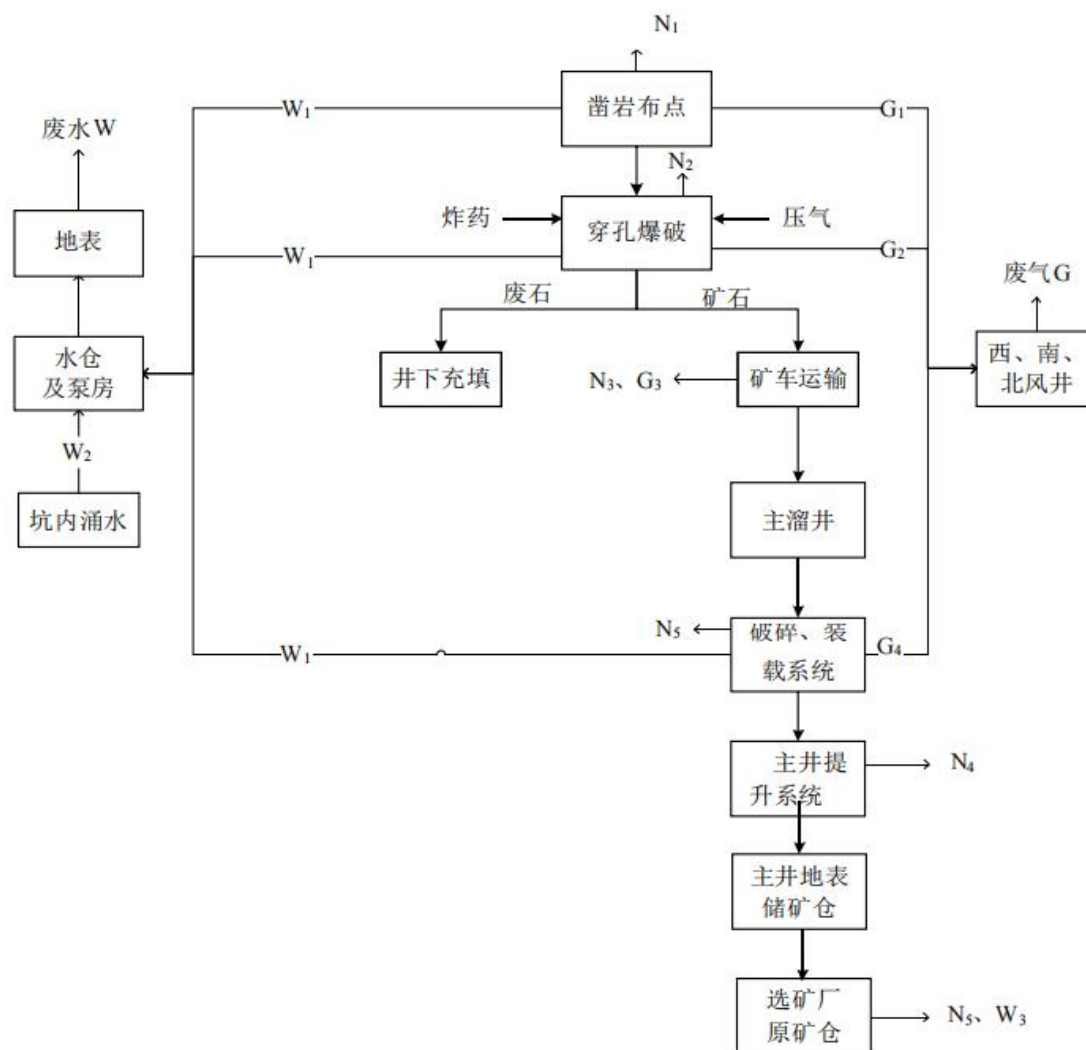 N₁
凿岩布点
W₁
G₁
废水W
N₂
地表
炸药
穿孔爆破
压气
W₁
G₂
废石
矿石
废气G
水仓
及泵房
井下充填
N₃、G₃
矿车运输
西、南、
北风井
W₂
坑内涌水
主溜井
N₅
破碎、装
载系统
W₁
G₄
主井提
升系统
N₄
主井地表
储矿仓
选矿厂
原矿仓
N₅、W₃